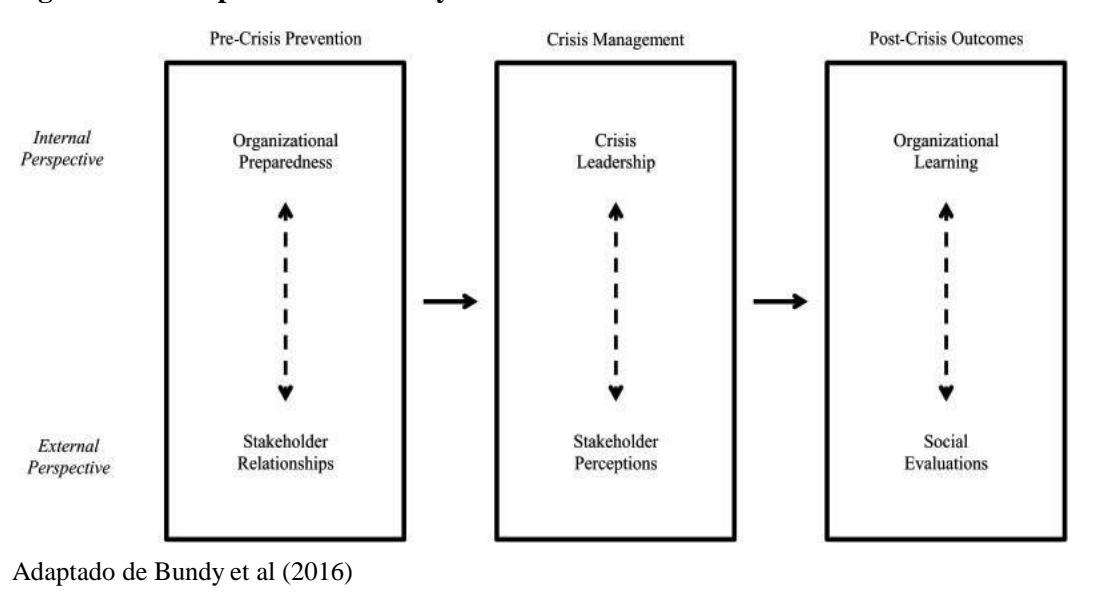 Pre-Crisis Prevention
Crisis Management
Post-Crisis Outcomes
Internal
Perspective
Organizational
Preparedness
Crisis
Leadership
Organizational
Learning
External
Perspective
Stakeholder
Relationships
Stakeholder
Perceptions
Social
Evaluations
Adaptado de Bundy et al (2016)